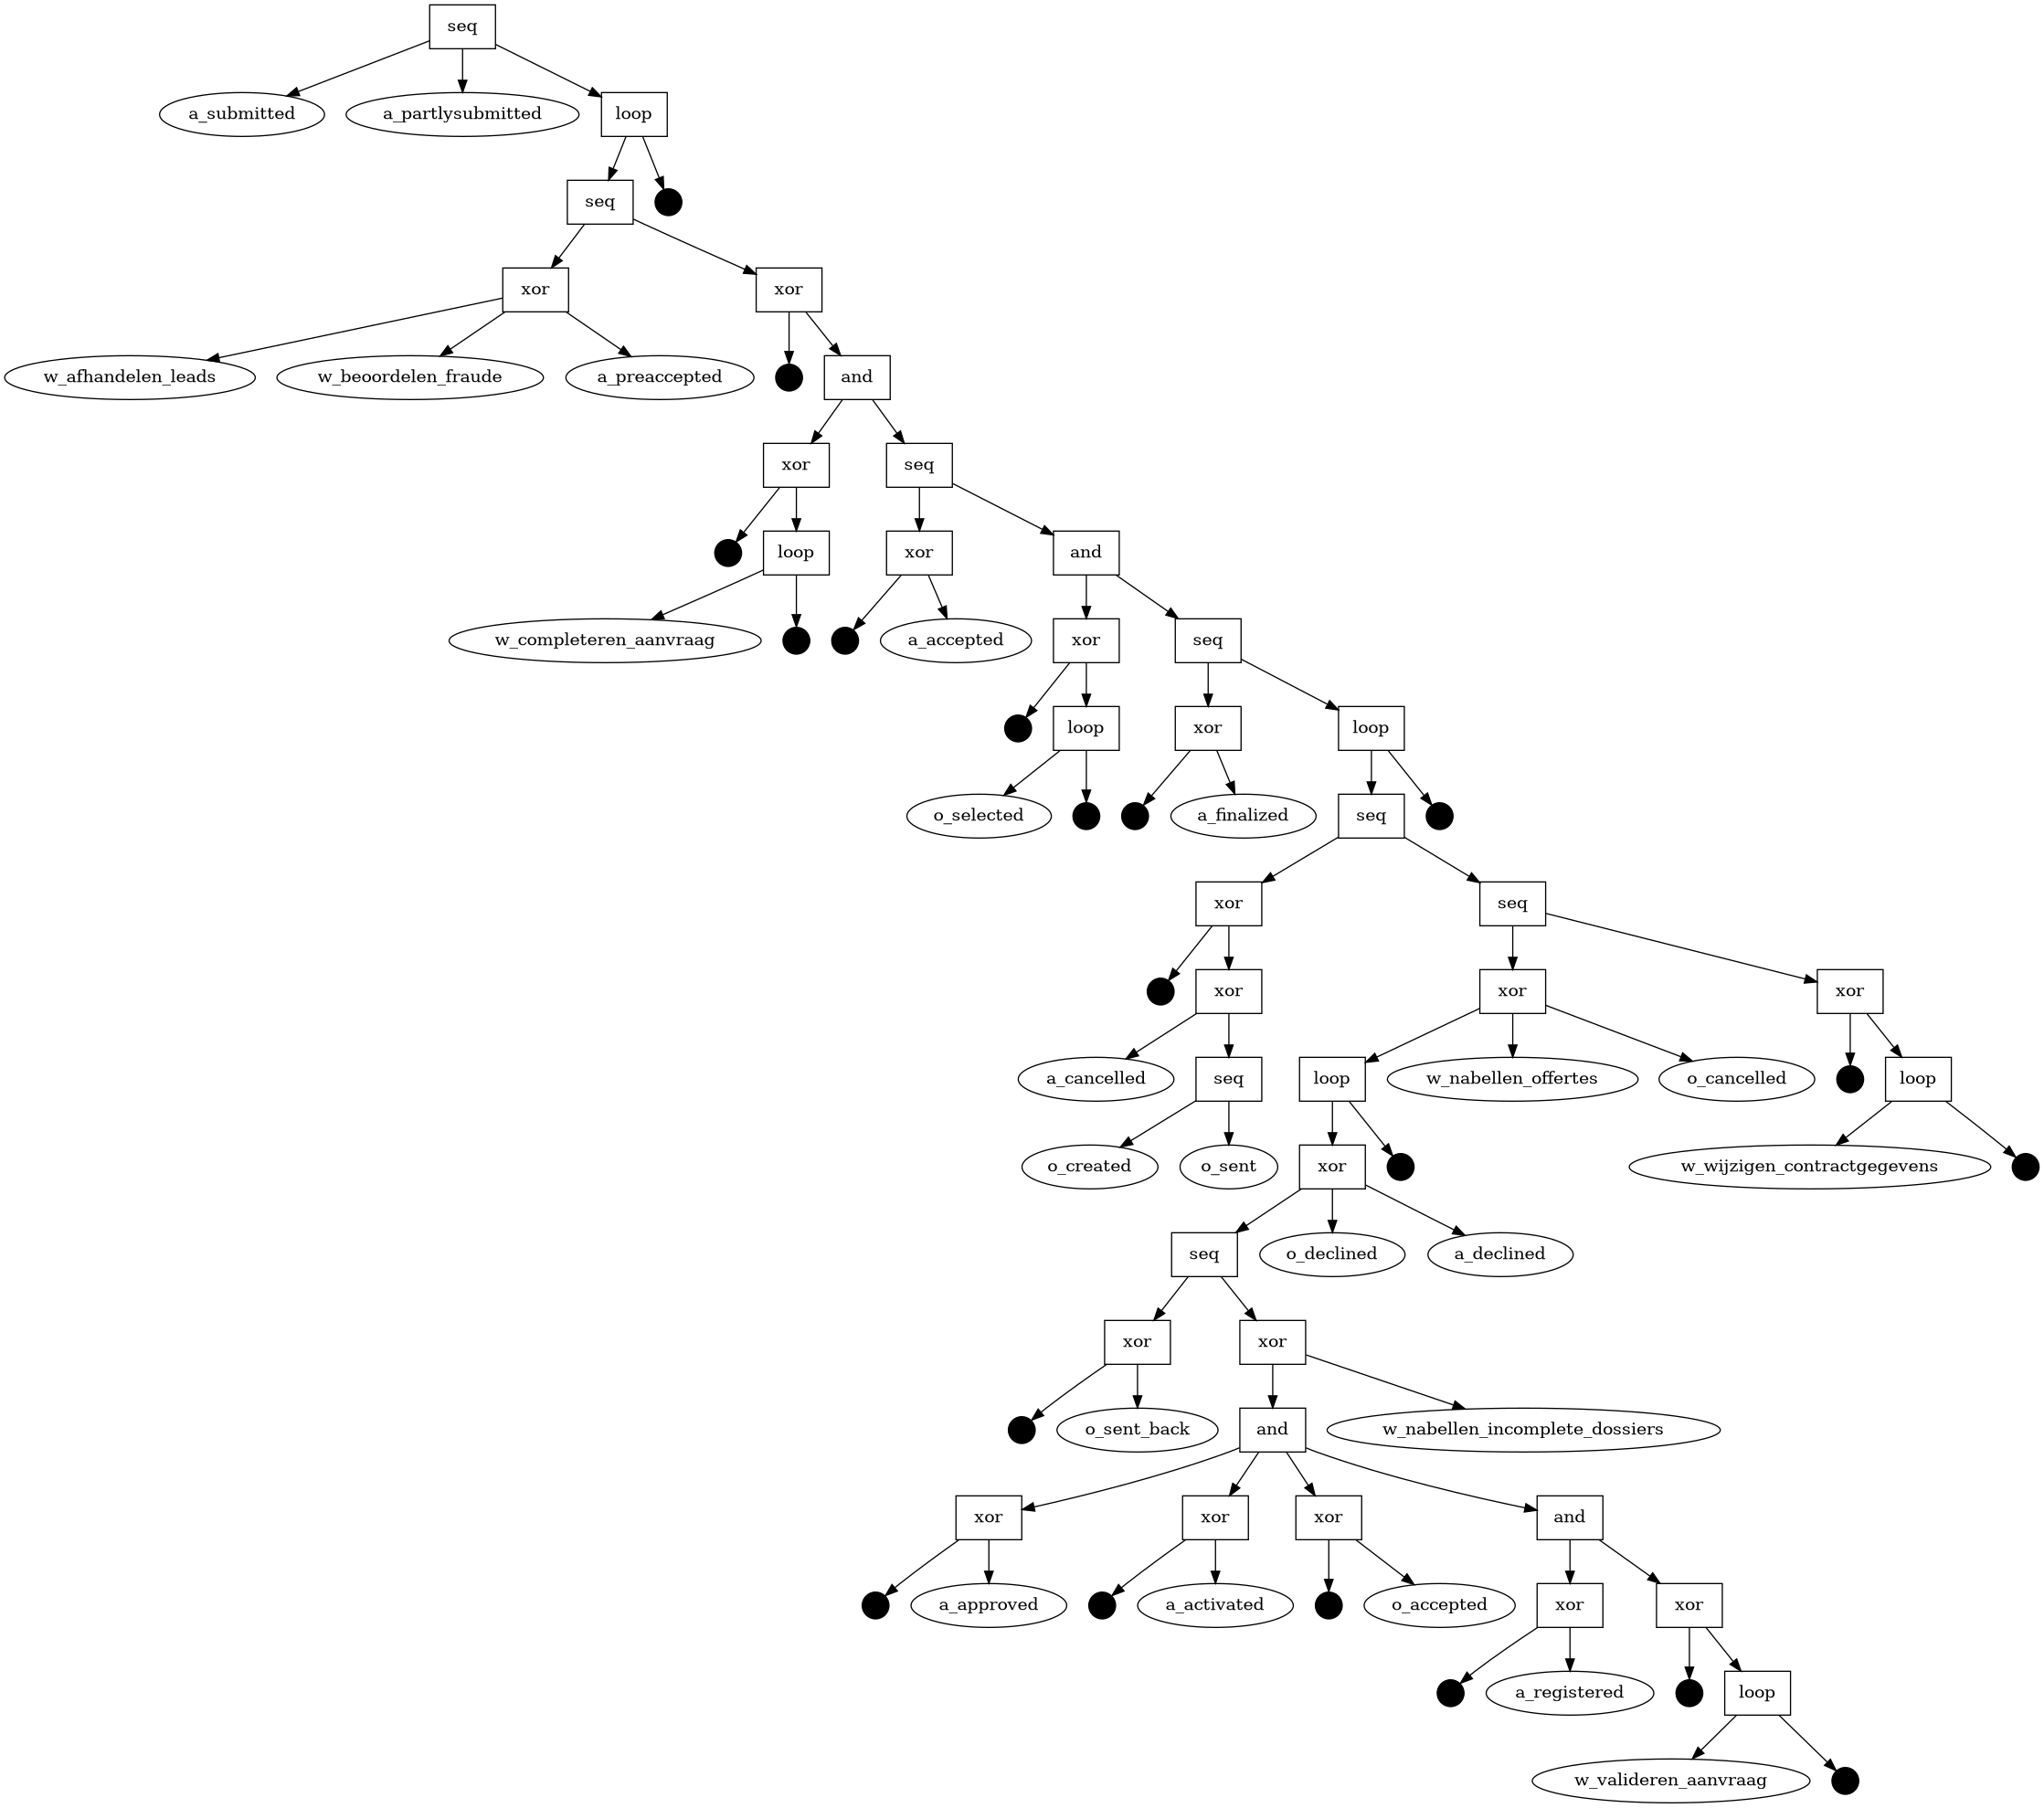 seq
a_submitted
a_partlysubmitted
loop
seq
xor
xor
w_afhandelen_leads
w_beoordelen_fraude
a_preaccepted
and
xor
seq
loop
xor
and
w_completeren_aanvraag
a_accepted
xor
seq
loop
xor
loop
o_selected
a_finalized
seq
xor
seq
xor
xor
xor
a_cancelled
seq
loop
w_nabellen_offertes
o_cancelled
loop
o_created
o_sent
xor
w_wijzigen_contractgegevens
seq
o_declined
a_declined
xor
xor
o_sent_back
and
w_nabellen_incomplete_dossiers
xor
xor
xor
and
a_approved
a_activated
o_accepted
xor
xor
a_registered
loop
w_valideren_aanvraag